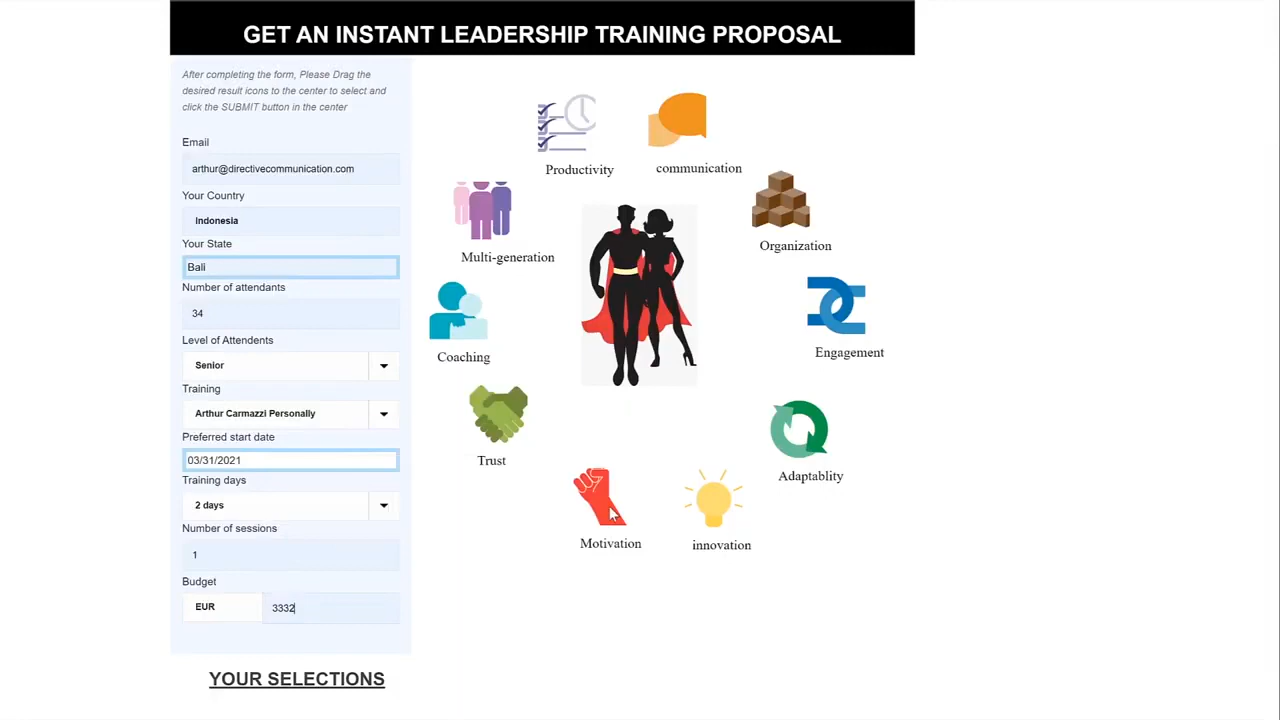 GET AN INSTANT LEADERSHIP TRAINING PROPOSAL
After completing the form, Please Drag the
desired result icons to the center to select and
click the SUBMIT button in the center
Email
arthur@directivecommunication.com
Your Country
Indonesia
Your State
Bali
Number of attendants
34
Level of Attendents
Senior
Training
Arthur Carmazzi Personally
Preferred start date
03/31/2021
Training days
2 days
Number of sessions
1
Budget
EUR 3332
YOUR SELECTIONS
Productivity
communication
Multi-generation
Organization
Coaching
Engagement
Trust
Adaptablity
Motivation
innovation